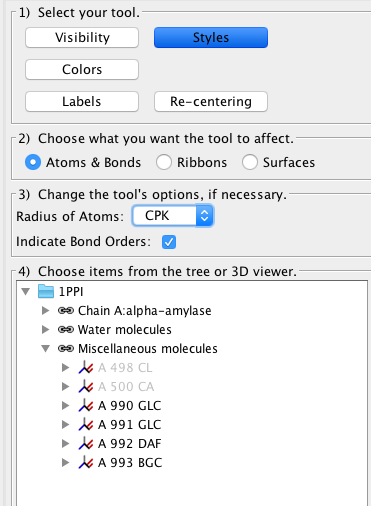 1) Select your tool.
Visibility Styles
Colors
Labels Re-centering
2) Choose what you want the tool to affect.
Atoms & Bonds Ribbons Surfaces
3) Change the tool's options, if necessary.
Radius of Atoms: CPK
Indicate Bond Orders:
4) Choose items from the tree or 3D viewer.
1PPI
Chain A:alpha-amylase
Water molecules
Miscellaneous molecules
A 498 CL
A 500 CA
A 990 GLC
A 991 GLC
A 992 DAF
A 993 BGC